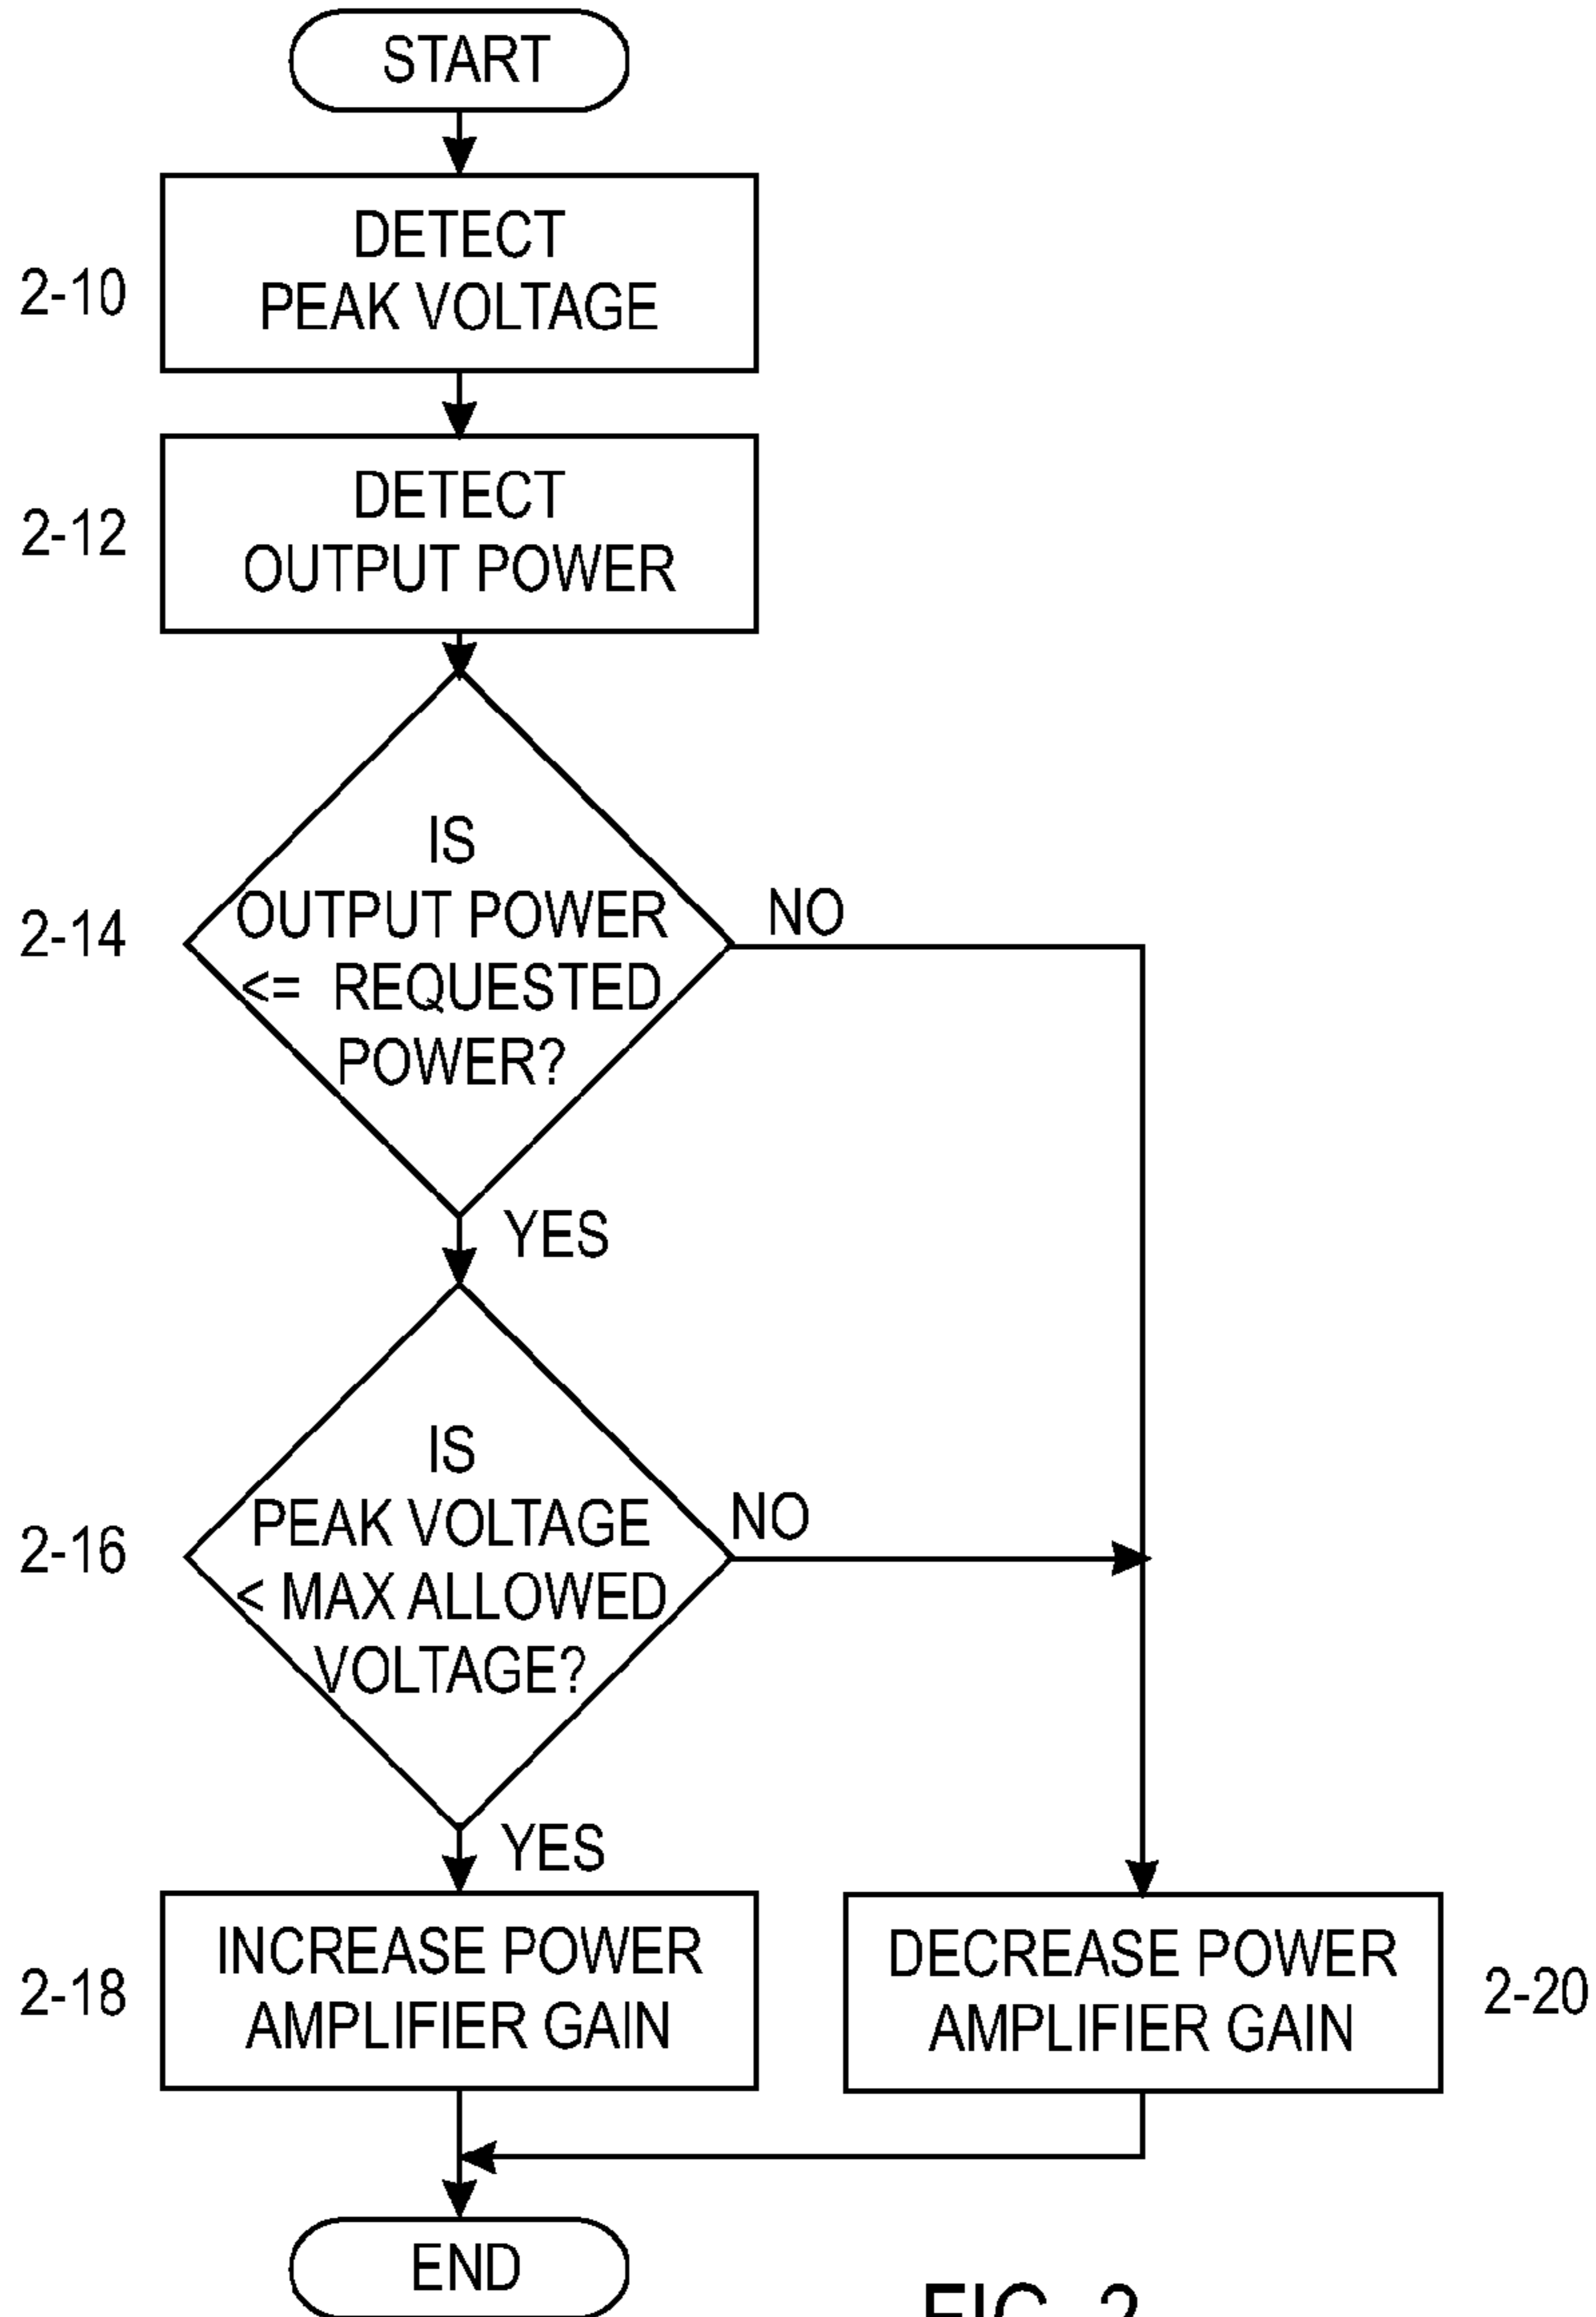 START
2-10
DETECT
PEAK VOLTAGE
2-12
DETECT
OUTPUT POWER
2-14
IS
OUTPUT POWER
<= REQUESTED
POWER?
NO
YES
2-16
IS
PEAK VOLTAGE
< MAX ALLOWED
VOLTAGE?
NO
YES
2-18
INCREASE POWER
AMPLIFIER GAIN
DECREASE POWER
AMPLIFIER GAIN
2-20
END
FIG. 2